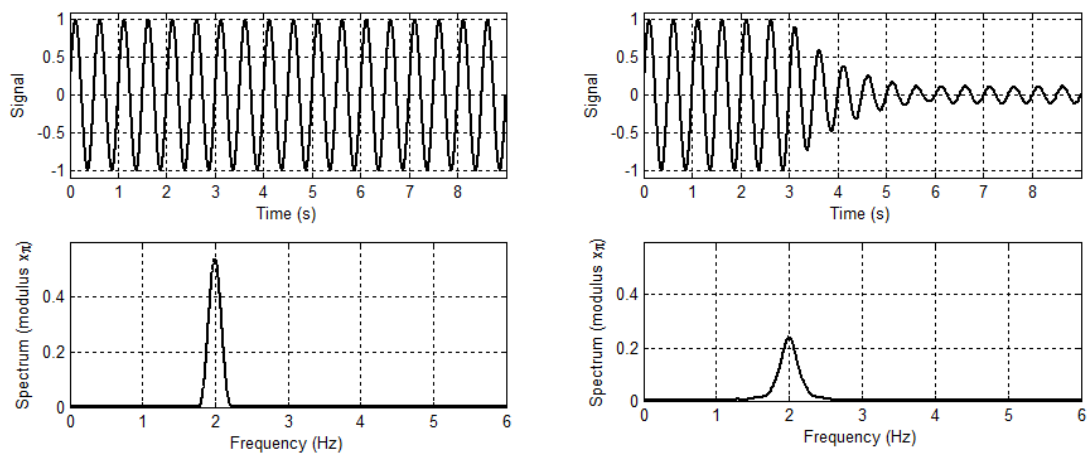 Signal
1
0.5
0
-0.5
-1
0 1 2 3 4 5 6 7 8
Time (s)
Signal
1
0.5
0
-0.5
-1
0 1 2 3 4 5 6 7 8
Time (s)
Spectrum (modulus xπ)
0.4
0.2
0
0 1 2 3 4 5 6
Frequency (Hz)
Spectrum (modulus xπ)
0.4
0.2
0
0 1 2 3 4 5 6
Frequency (Hz)